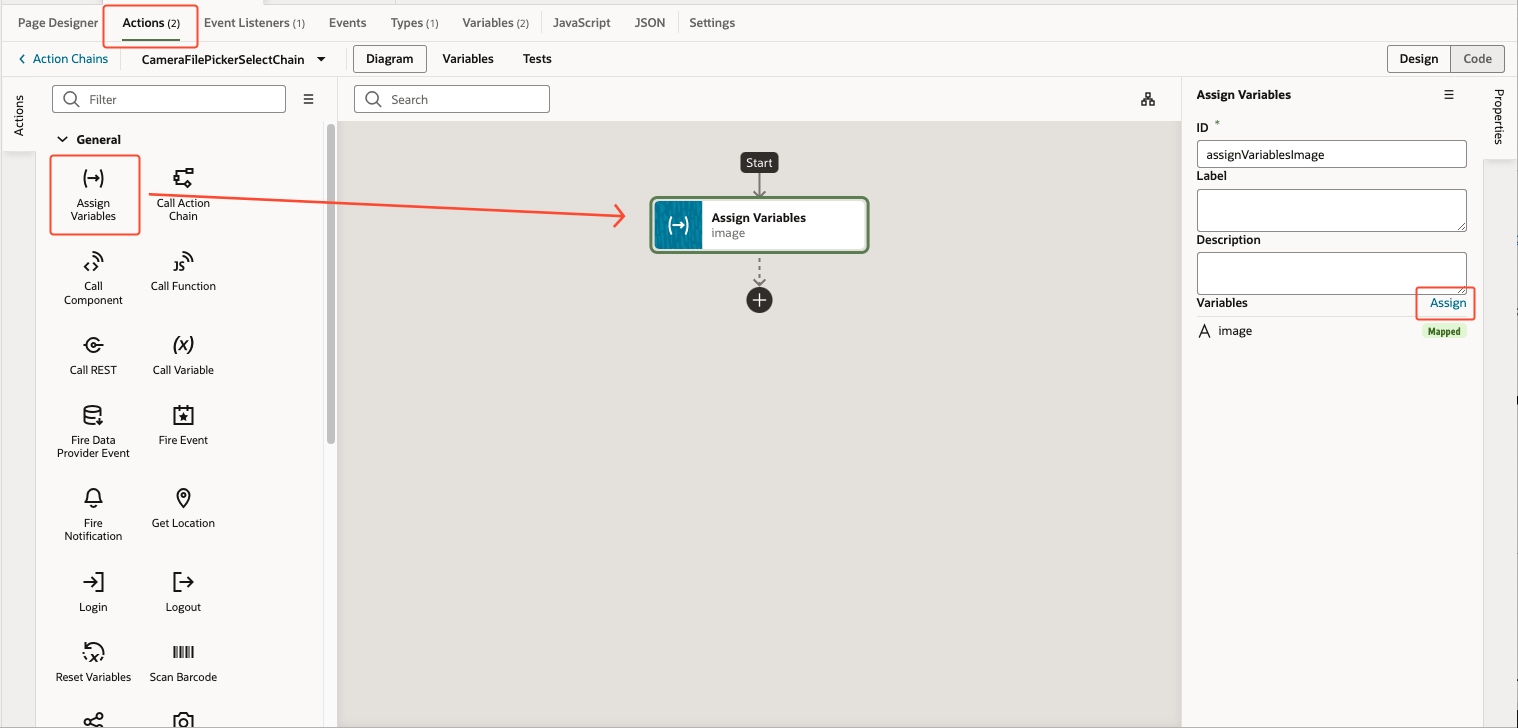 Page Designer
Actions (2)
Event Listeners (1)
Events
Types (1)
Variables (2)
JavaScript
JSON
Settings
Action Chains
CameraFilePickerSelectChain
Diagram
Variables
Tests
Design
Code
Actions
Filter
General
Assign
Variables
Call Action
Chain
Call
Component
JS
Call Function
Call REST
(x)
Call Variable
Fire Data
Provider Event
Fire Event
Fire
Notification
Get Location
Login
Logout
x
Reset Variables
Scan Barcode
Search
Start
Assign Variables
image
Assign Variables
ID *
assignVariablesImage
Label
Description
Variables
Assign
A image
Mapped
Properties